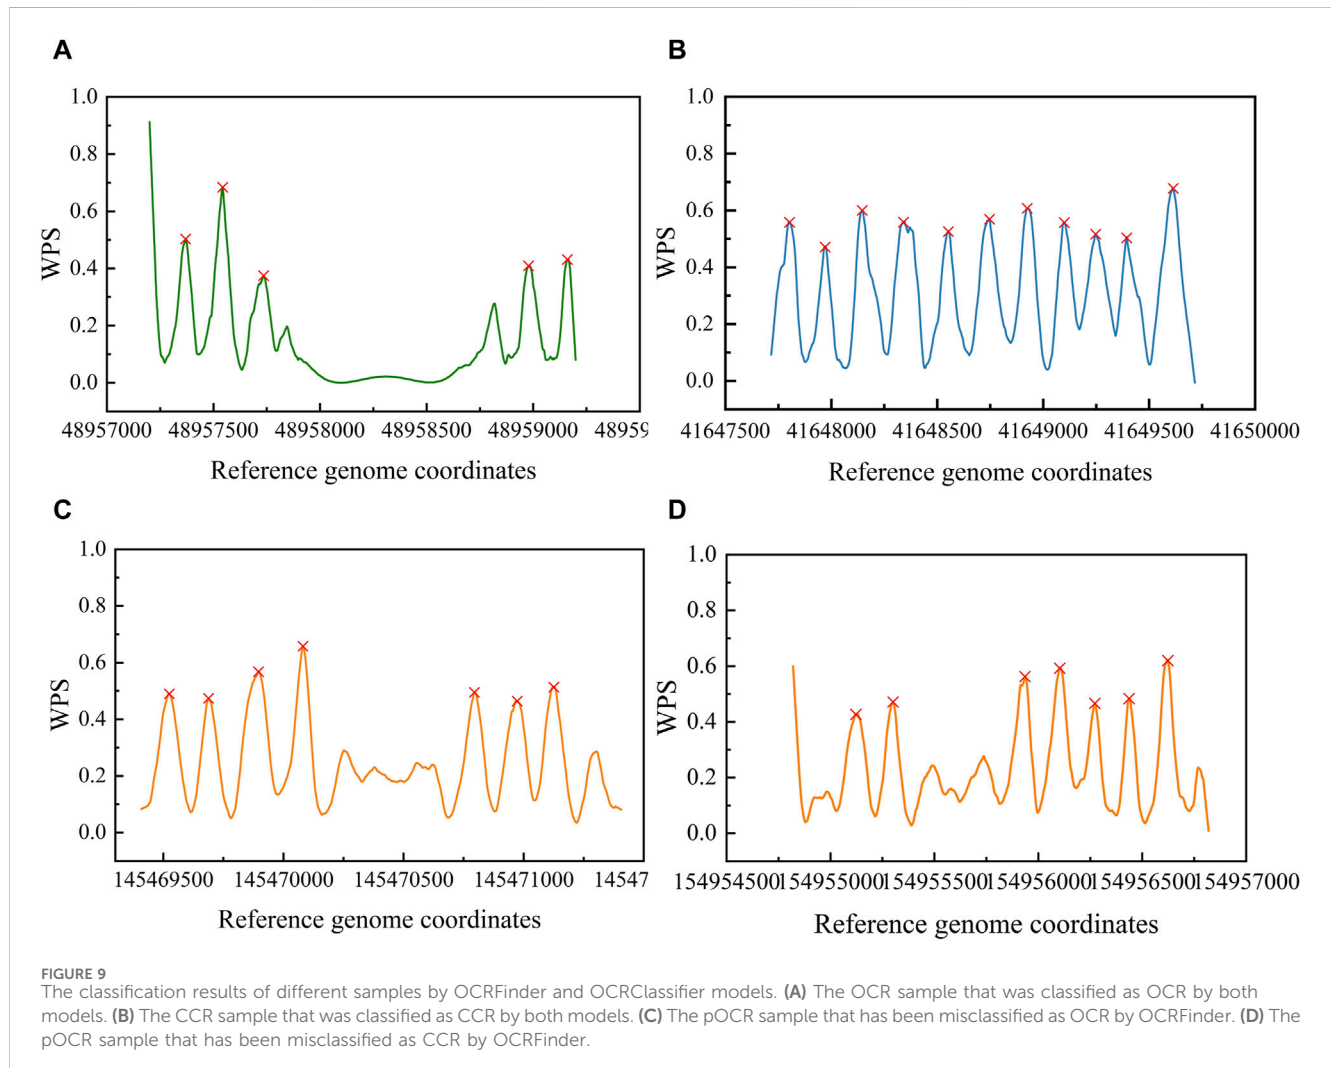 A
1.0
0.8
0.6
0.4
0.2
0.0
WPS
48957000 48957500 48958000 48958500 48959000 48959
Reference genome coordinates
B
1.0
0.8
0.6
0.4
0.2
0.0
WPS
41647500 41648000 41648500 41649000 41649500 41650000
Reference genome coordinates
C
1.0
0.8
0.6
0.4
0.2
0.0
WPS
145469500 145470000 145470500 145471000 14547
Reference genome coordinates
D
1.0
0.8
0.6
0.4
0.2
0.0
WPS
154954500 154955000 154955500 154956000 154956500 154957000
Reference genome coordinates
FIGURE 9
The classification results of different samples by OCRFinder and OCRClassifier models. (A) The OCR sample that was classified as OCR by both
models. (B) The CCR sample that was classified as CCR by both models. (C) The pOCR sample that has been misclassified as OCR by OCRFinder. (D) The
pOCR sample that has been misclassified as CCR by OCRFinder.